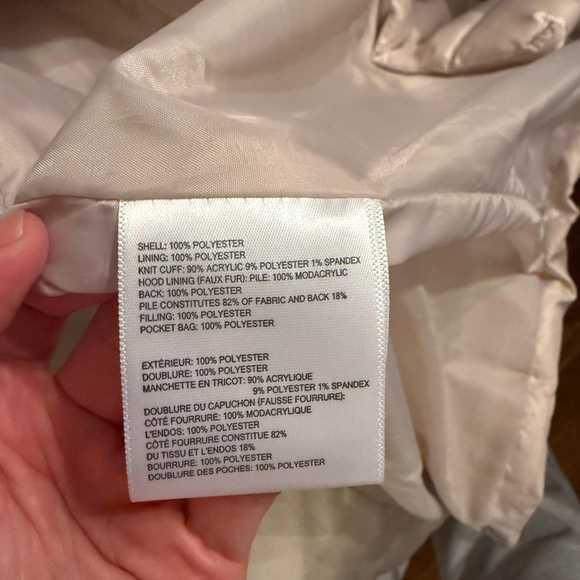 SHELL: 100% POLYESTER
LINING: 100% POLYESTER
KNIT CUFF: 90% ACRYLIC 9% POLYESTER 1% SPANDEX
HOOD LINING (FAUX FUR): PILE: 100% MODACRYLIC
BACK: 100% POLYESTER
PILE CONSTITUTES 82% OF FABRIC AND BACK 18%
FILLING: 100% POLYESTER
POCKET BAG: 100% POLYESTER
EXTÉRIEUR: 100% POLYESTER
DOUBLURE: 100% POLYESTER
MANCHETTE EN TRICOT: 90% ACRYLIQUE
9% POLYESTER 1% SPANDEX
DOUBLURE DU CAPUCHON (FAUSSE FOURRURE):
CÔTÉ FOURRURE: 100% MODACRYLIQUE
L'ENDOS: 100% POLYESTER
CÔTÉ FOURRURE CONSTITUE 82%
DU TISSU ET L'ENDOS 18%
BOURRURE: 100% POLYESTER
DOUBLURE DES POCHES: 100% POLYESTER